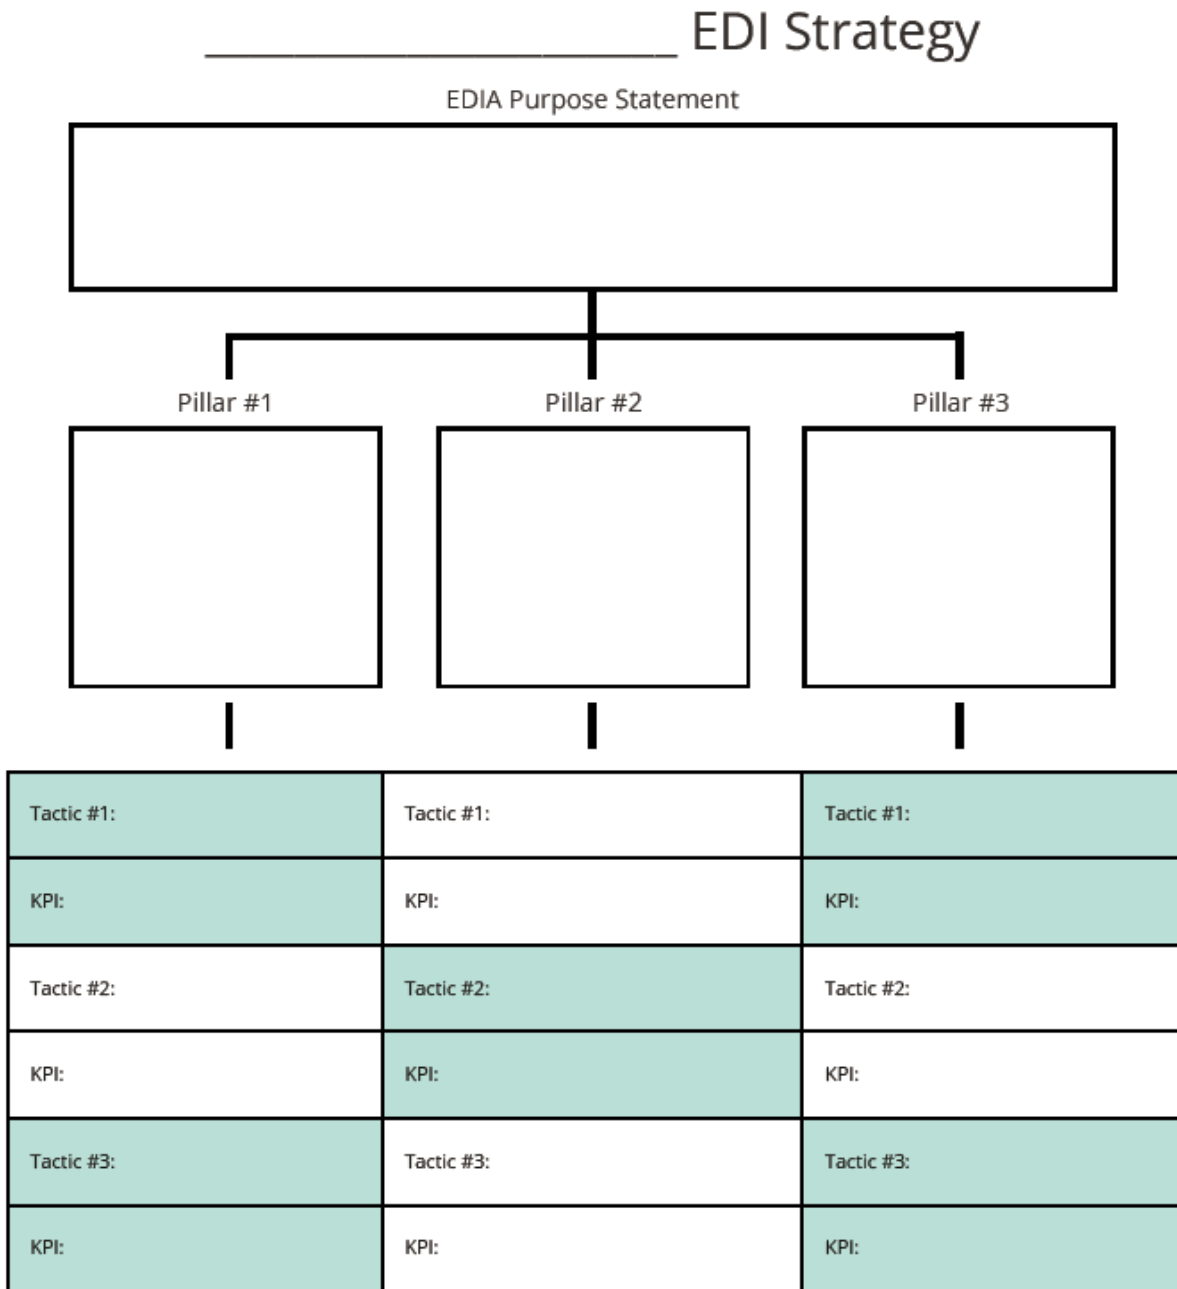 _____________________ EDI Strategy
EDIA Purpose Statement
Pillar #1
Pillar #2
Pillar #3
Tactic #1:
Tactic #1:
Tactic #1:
KPI:
KPI:
KPI:
Tactic #2:
Tactic #2:
Tactic #2:
KPI:
KPI:
KPI:
Tactic #3:
Tactic #3:
Tactic #3:
KPI:
KPI:
KPI: